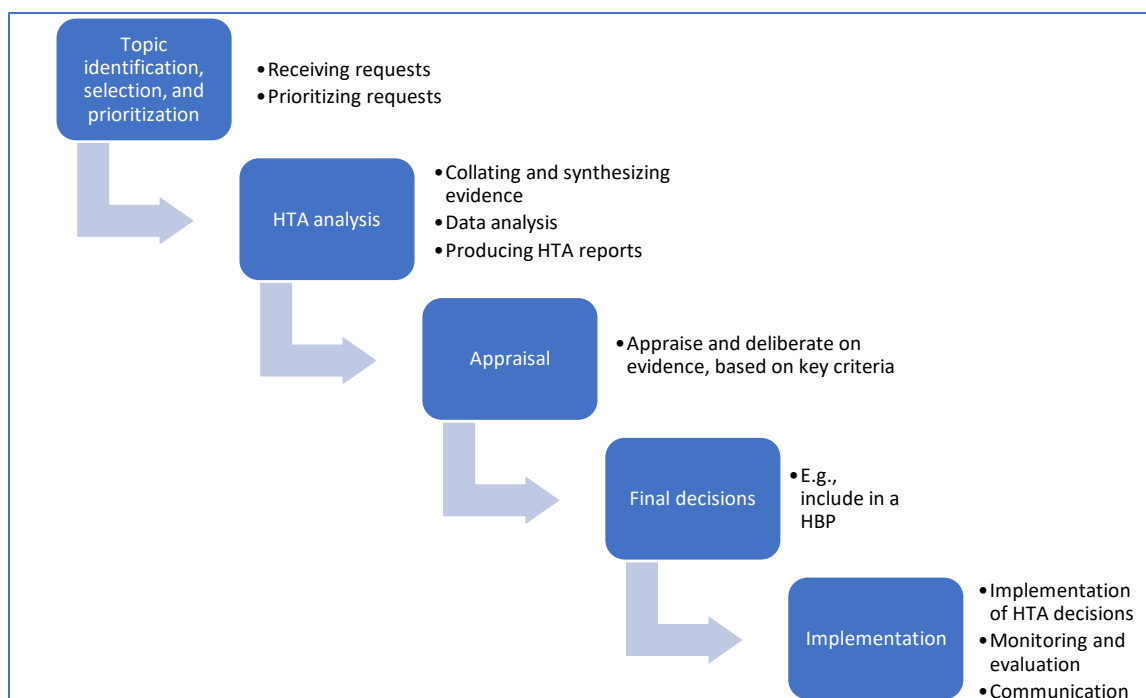 Topic
identification,
selection, and
prioritization
•Receiving requests
•Prioritizing requests
HTA analysis
•Collating and synthesizing
evidence
•Data analysis
•Producing HTA reports
Appraisal
•Appraise and deliberate on
evidence, based on key criteria
Final decisions
•E.g.,
include in a
HBP
Implementation
•Implementation
of HTA decisions
•Monitoring and
evaluation
•Communication